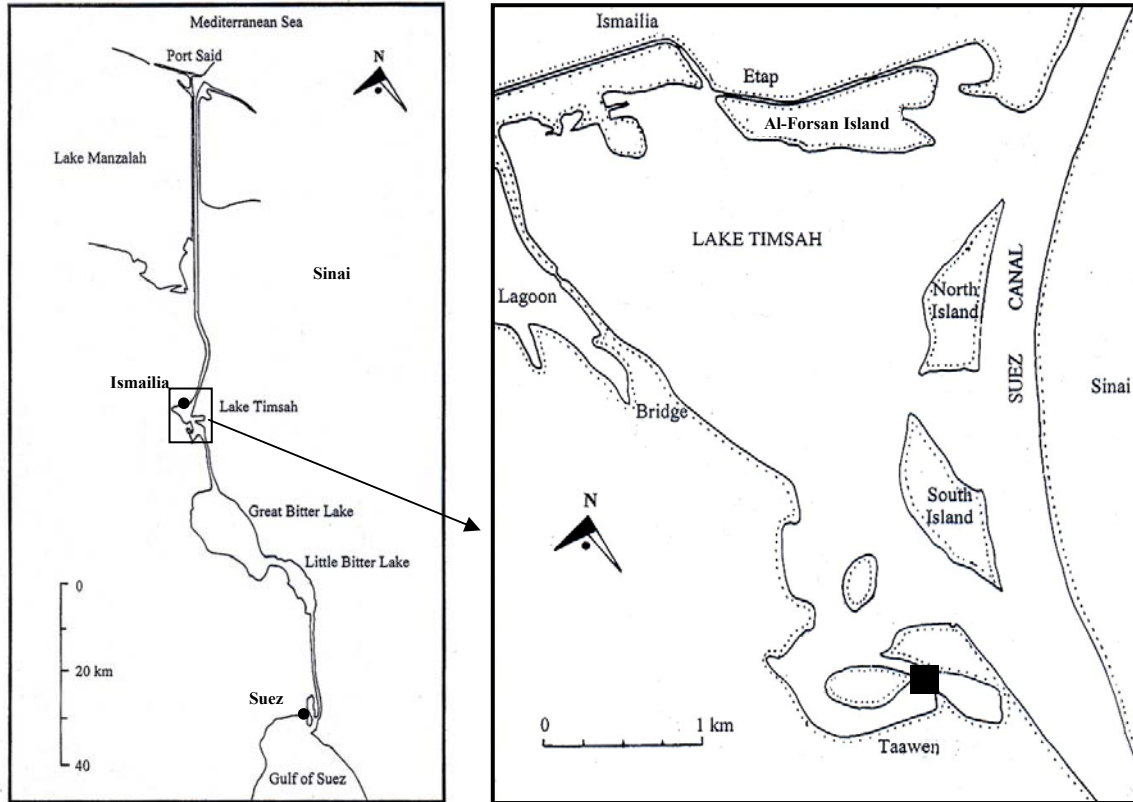 Mediterranean Sea
Port Said
N
Lake Manzalah
Sinai
Ismailia
Lake Timsah
Great Bitter Lake
Little Bitter Lake
0
20 km
40
Suez
Gulf of Suez
Ismailia
Etap
Al-Forsan Island
LAKE TIMSAH
Lagoon
North
Island
SUEZ CANAL
Sinai
Bridge
South
Island
N
0 1 km
Taawen